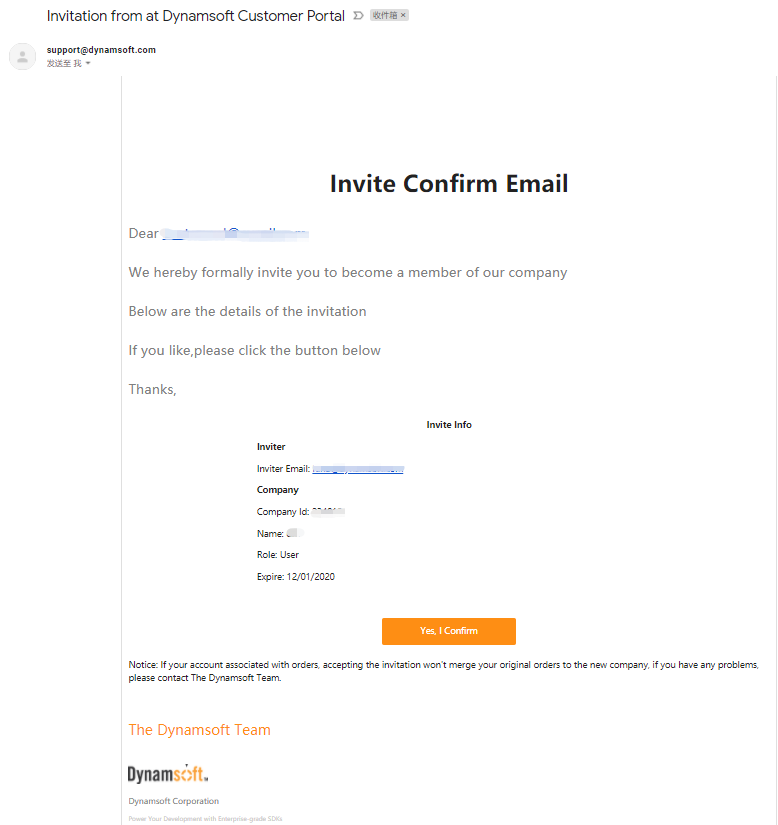 Invitation from at Dynamsoft Customer Portal 收件箱 ×
support@dynamsoft.com
发送至 我
Invite Confirm Email
Dear
We hereby formally invite you to become a member of our company
Below are the details of the invitation
If you like,please click the button below
Thanks,
Invite Info
Inviter
Inviter Email:
Company
Company Id:
Name:
Role: User
Expire: 12/01/2020
Yes, I Confirm
Notice: If your account associated with orders, accepting the invitation won't merge your original orders to the new company, if you have any problems,
please contact The Dynamsoft Team.
The Dynamsoft Team
Dynamsoft
Dynamsoft Corporation
Power Your Development with Enterprise-grade SDKs